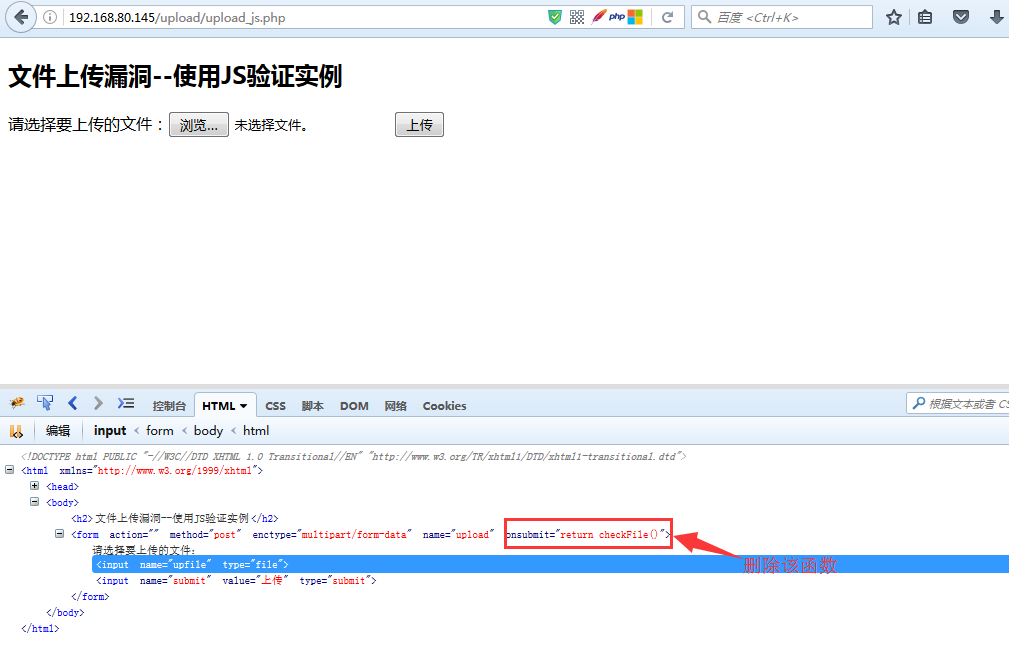 192.168.80.145/upload/upload_js.php
php
百度 <Ctrl+K>
文件上传漏洞--使用JS验证实例
请选择要上传的文件： 浏览... 未选择文件。 上传
控制台 HTML CSS 脚本 DOM 网络 Cookies
根据文本或者 CS
编辑 input < form < body < html
<!DOCTYPE html PUBLIC "-//W3C//DTD XHTML 1.0 Transitional//EN" "http://www.w3.org/TR/xhtml1/DTD/xhtml1-transitional.dtd">
<html xmlns="http://www.w3.org/1999/xhtml">
<head>
<body>
<h2>文件上传漏洞--使用JS验证实例</h2>
<form action="" method="post" enctype="multipart/form-data" name="upload" onsubmit="return checkFile()">
请选择要上传的文件:
<input name="upfile" type="file">
删除该函数
<input name="submit" value="上传" type="submit">
</form>
</body>
</html>